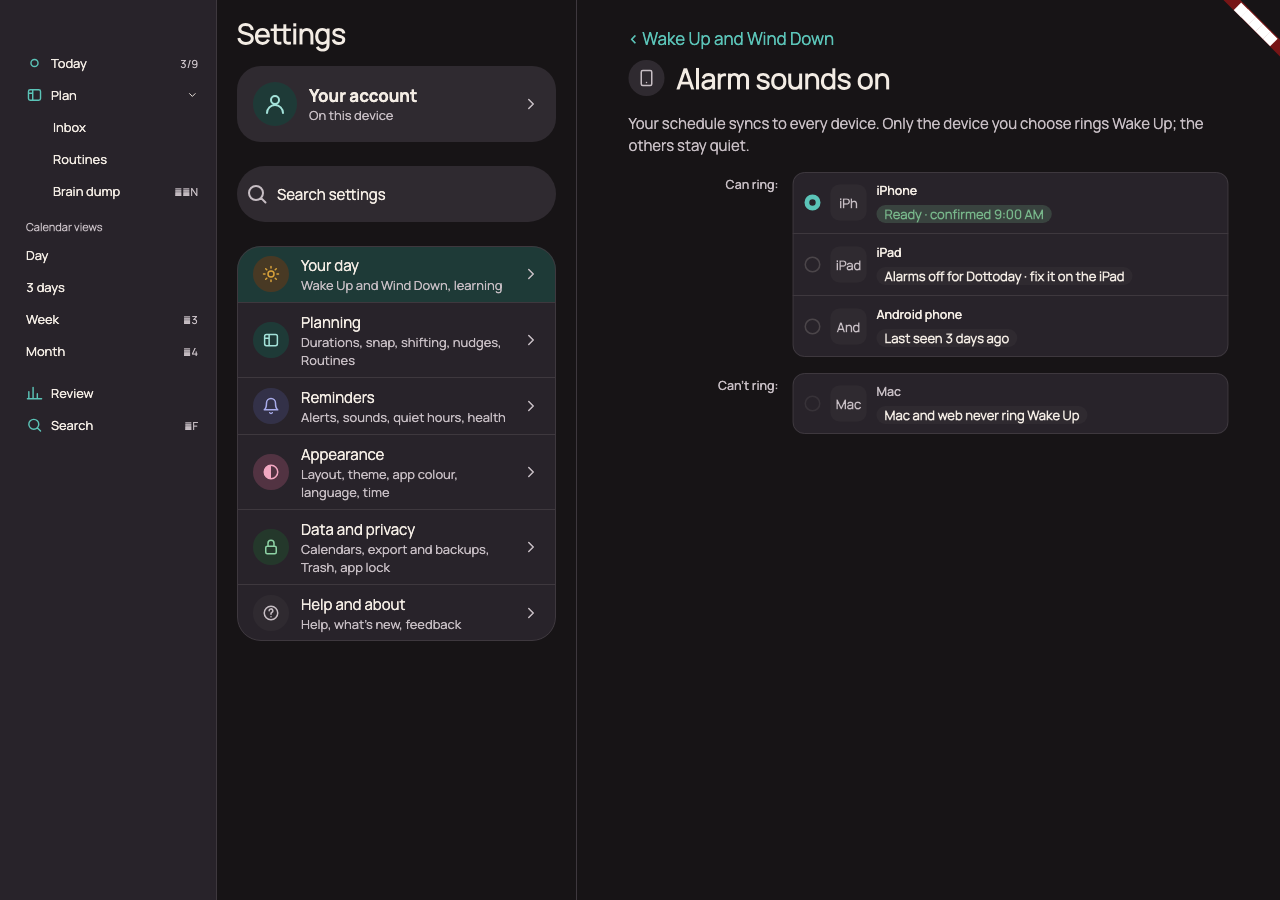 Today 3/9
Plan
Inbox
Routines
Brain dump N
Calendar views
Day
3 days
Week 3
Month 4
Review
Search F
Settings
Your account
On this device
Search settings
Your day
Wake Up and Wind Down, learning
Planning
Durations, snap, shifting, nudges,
Routines
Reminders
Alerts, sounds, quiet hours, health
Appearance
Layout, theme, app colour,
language, time
Data and privacy
Calendars, export and backups,
Trash, app lock
Help and about
Help, what's new, feedback
‹ Wake Up and Wind Down
Alarm sounds on
Your schedule syncs to every device. Only the device you choose rings Wake Up; the
others stay quiet.
Can ring:
iPh
iPhone
Ready · confirmed 9:00 AM
iPad
iPad
Alarms off for Dottoday · fix it on the iPad
And
Android phone
Last seen 3 days ago
Can't ring:
Mac
Mac
Mac and web never ring Wake Up